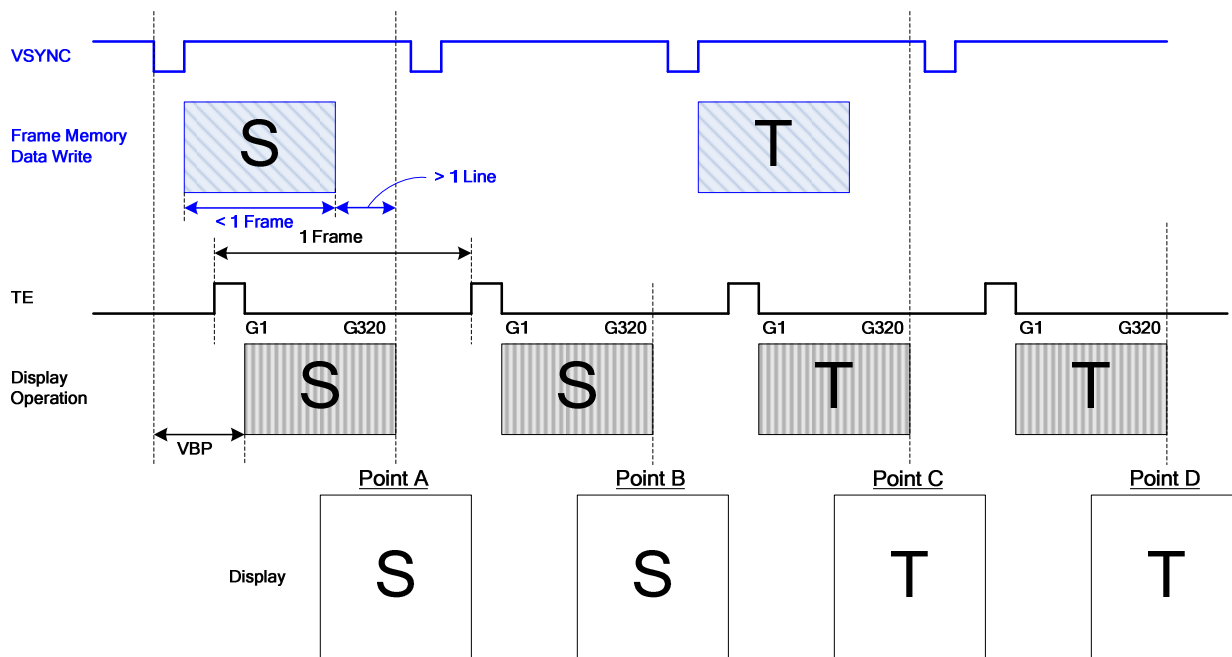 VSYNC
Frame Memory
Data Write
S
T
> 1 Line
< 1 Frame
1 Frame
TE
G1
G320
G1
G320
G1
G320
G1
G320
Display
Operation
S
S
T
T
VBP
Point A
Point B
Point C
Point D
Display
S
S
T
T